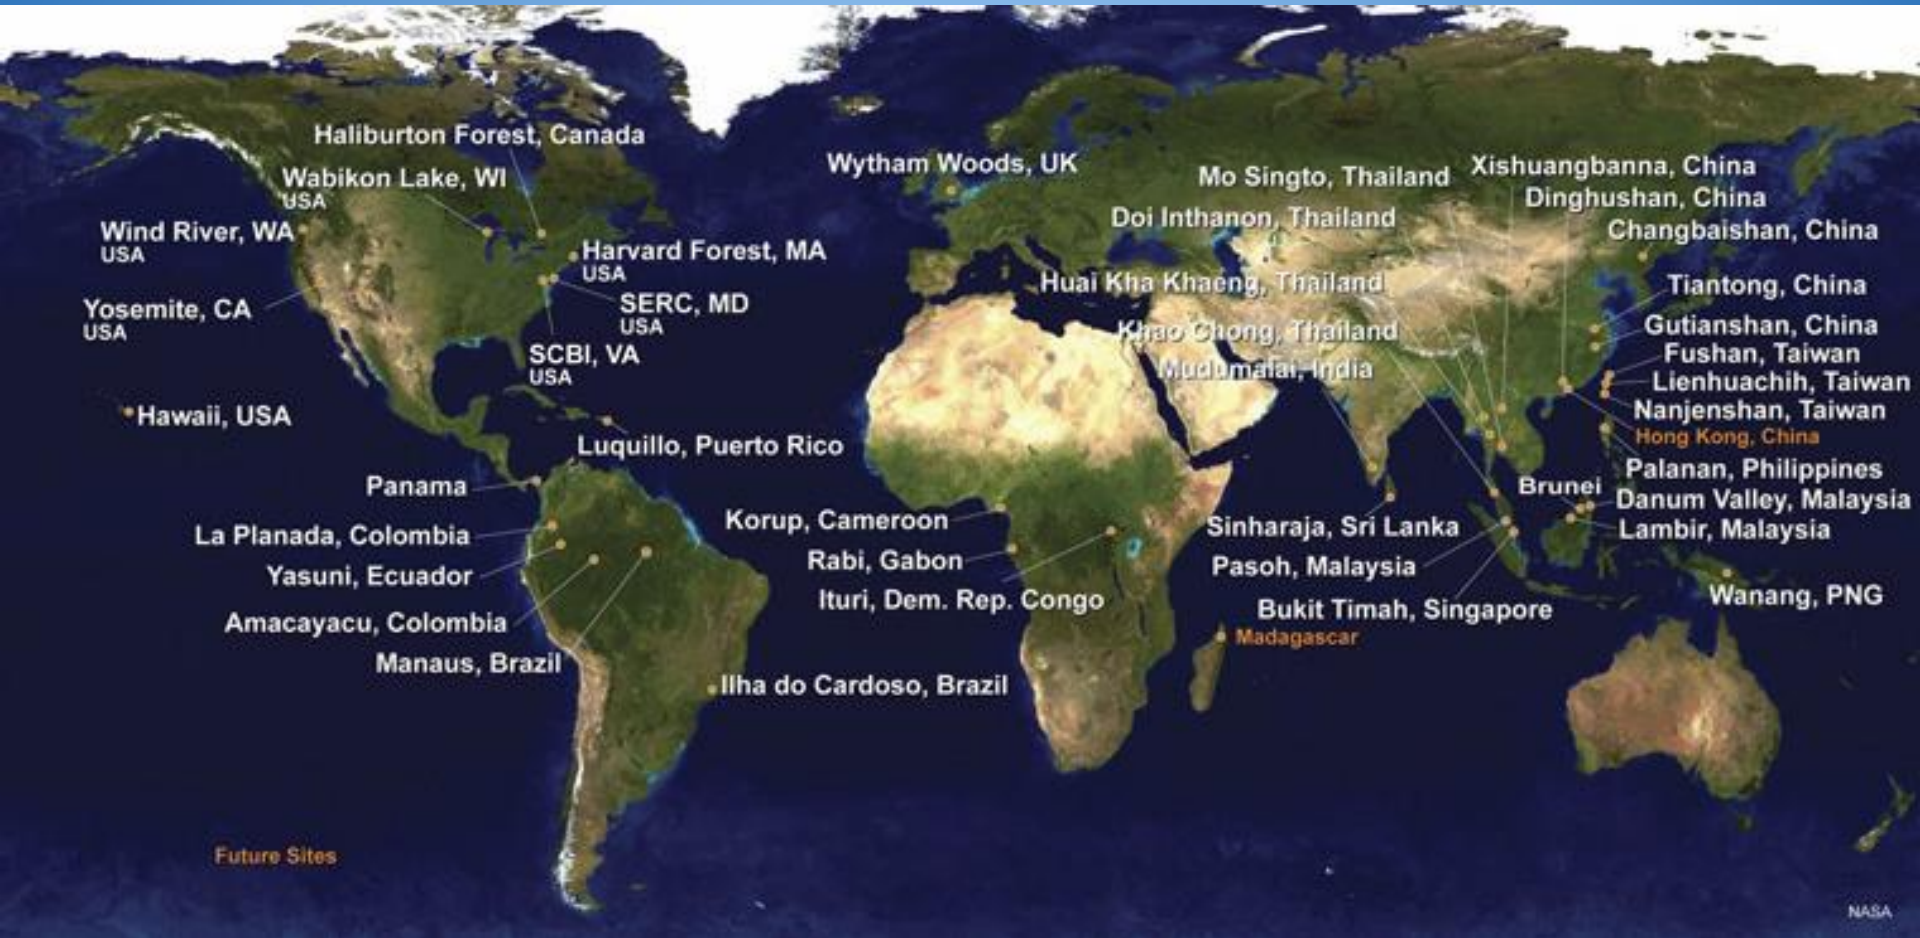 Haliburton Forest, Canada
Wabikon Lake, WI
USA
Wind River, WA
USA
Harvard Forest, MA
USA
Yosemite, CA
USA
SERC, MD
USA
SCBI, VA
USA
Hawaii, USA
Luquillo, Puerto Rico
Panama
La Planada, Colombia
Yasuni, Ecuador
Amacayacu, Colombia
Manaus, Brazil
Ilha do Cardoso, Brazil
Wytham Woods, UK
Korup, Cameroon
Rabi, Gabon
Ituri, Dem. Rep. Congo
Madagascar
Mo Singto, Thailand
Doi Inthanon, Thailand
Huai Kha Khaeng, Thailand
Khao Chong, Thailand
Mudumalai, India
Xishuangbanna, China
Dinghushan, China
Changbaishan, China
Tiantong, China
Gutianshan, China
Fushan, Taiwan
Lienhuachih, Taiwan
Nanjenshan, Taiwan
Hong Kong, China
Palanan, Philippines
Brunei
Danum Valley, Malaysia
Lambir, Malaysia
Sinharaja, Sri Lanka
Pasoh, Malaysia
Bukit Timah, Singapore
Wanang, PNG
Future Sites
NASA